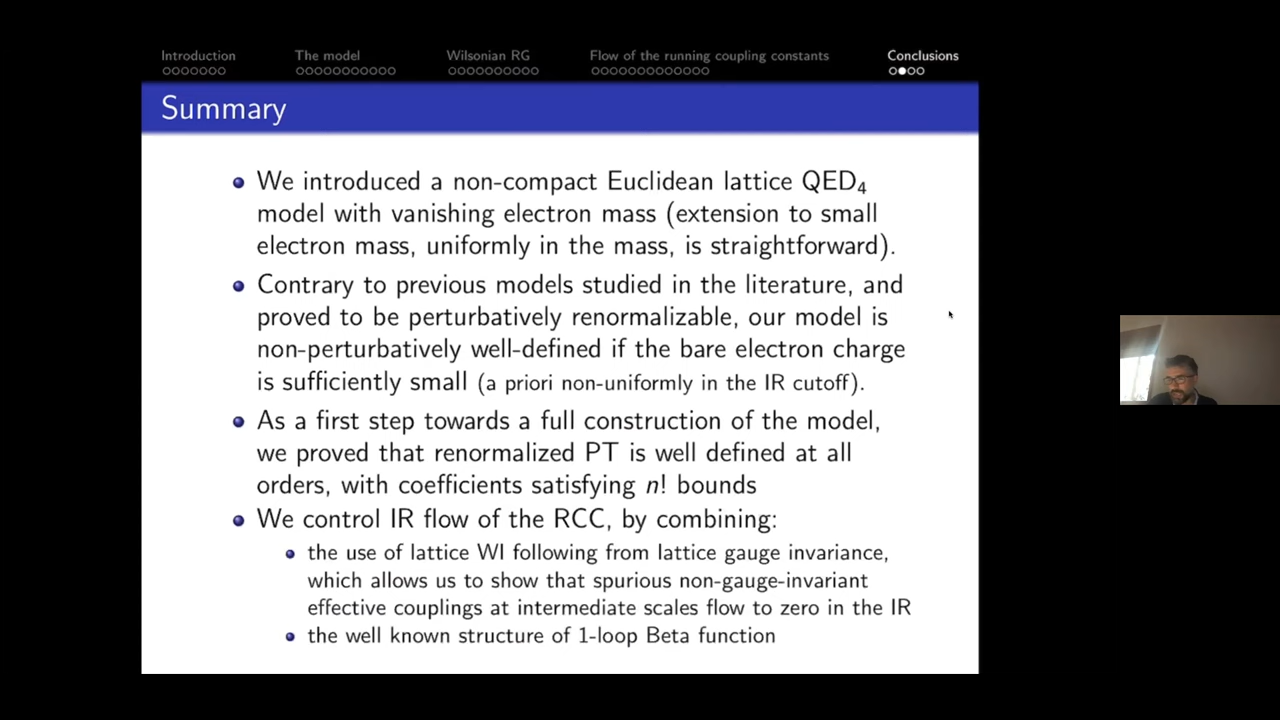 Introduction The model Wilsonian RG Flow of the running coupling constants Conclusions
Summary
We introduced a non-compact Euclidean lattice QED₄
model with vanishing electron mass (extension to small
electron mass, uniformly in the mass, is straightforward).
Contrary to previous models studied in the literature, and
proved to be perturbatively renormalizable, our model is
non-perturbatively well-defined if the bare electron charge
is sufficiently small (a priori non-uniformly in the IR cutoff).
As a first step towards a full construction of the model,
we proved that renormalized PT is well defined at all
orders, with coefficients satisfying n! bounds
We control IR flow of the RCC, by combining:
the use of lattice WI following from lattice gauge invariance,
which allows us to show that spurious non-gauge-invariant
effective couplings at intermediate scales flow to zero in the IR
the well known structure of 1-loop Beta function